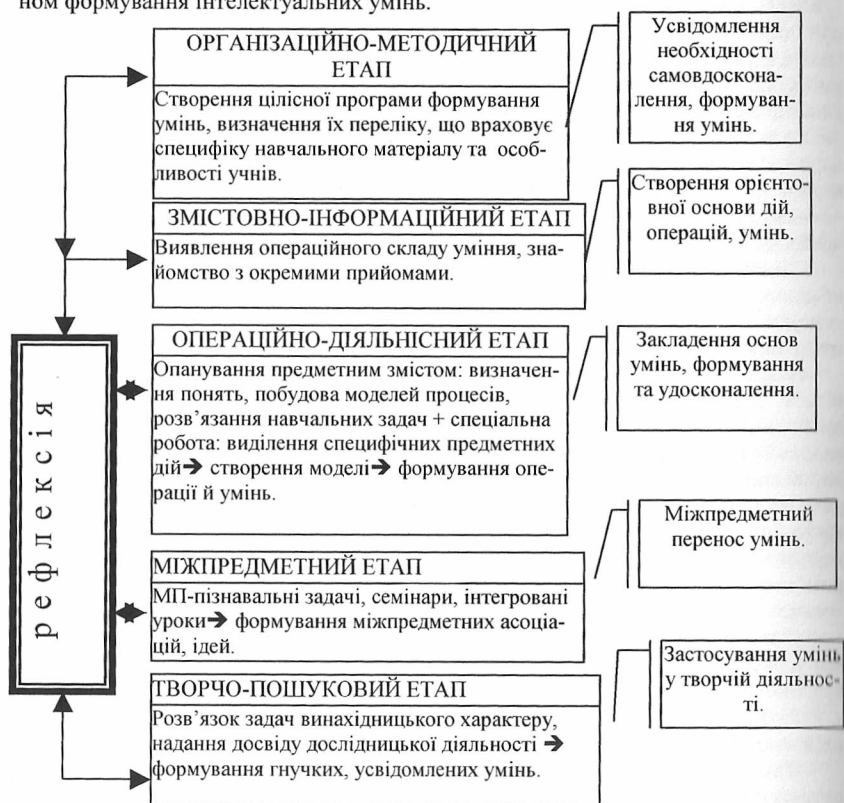 ном формування інтелектуальних умінь.
ОРГАНІЗАЦІЙНО-МЕТОДИЧНИЙ
ЕТАП
Створення цілісної програми формування
умінь, визначення їх переліку, що враховує
специфіку навчального матеріалу та особ-
ливості учнів.
Усвідомлення
необхідності
самовдоскона-
лення, формуван-
ня умінь.
ЗМІСТОВНО-ІНФОРМАЦІЙНИЙ ЕТАП
Виявлення операційного складу уміння, зна-
йомство з окремими прийомами.
Створення орієнто-
вної основи дій,
операцій, умінь.
рефлексія
ОПЕРАЦІЙНО-ДІЯЛЬНІСНИЙ ЕТАП
Опанування предметним змістом: визначен-
ня понять, побудова моделей процесів,
розв’язання навчальних задач + спеціальна
робота: виділення специфічних предметних
дій➔ створення моделі➔ формування опе-
рації й умінь.
Закладення основ
умінь, формування
та удосконалення.
МІЖПРЕДМЕТНИЙ ЕТАП
МП-пізнавальні задачі, семінари, інтегровані
уроки➔ формування міжпредметних асоціа-
цій, ідей.
Міжпредметний
перенос умінь.
ТВОРЧО-ПОШУКОВИЙ ЕТАП
Розв’язок задач винахідницького характеру,
надання досвіду дослідницької діяльності ➔
формування гнучких, усвідомлених умінь.
Застосування умінь
у творчій діяльнос-
ті.